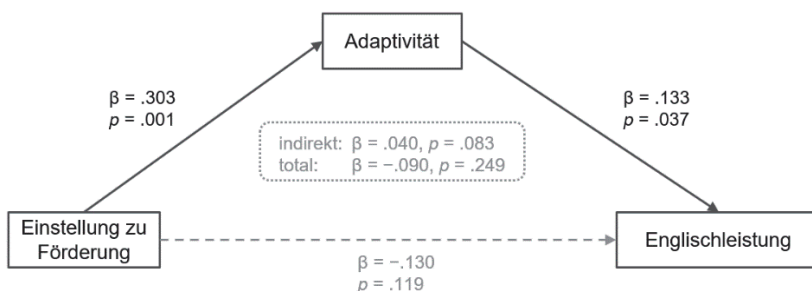 Adaptivität
β = .303
p = .001
β = .133
p = .037
indirekt: β = .040, p = .083
total: β = −.090, p = .249
Einstellung zu
Förderung
Englischleistung
β = −.130
p = .119